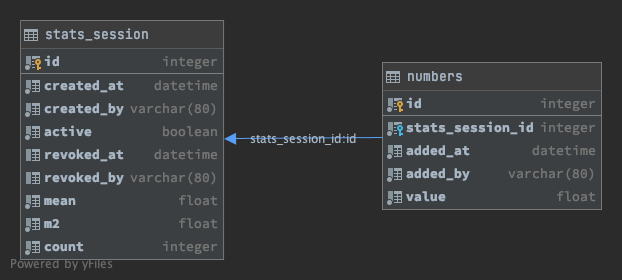 stats_session
id integer
created_at datetime
created_by varchar(80)
active boolean
revoked_at datetime
revoked_by varchar(80)
mean float
m2 float
count integer
stats_session_id:id
numbers
id integer
stats_session_id integer
added_at datetime
added_by varchar(80)
value float
Powered by yFiles